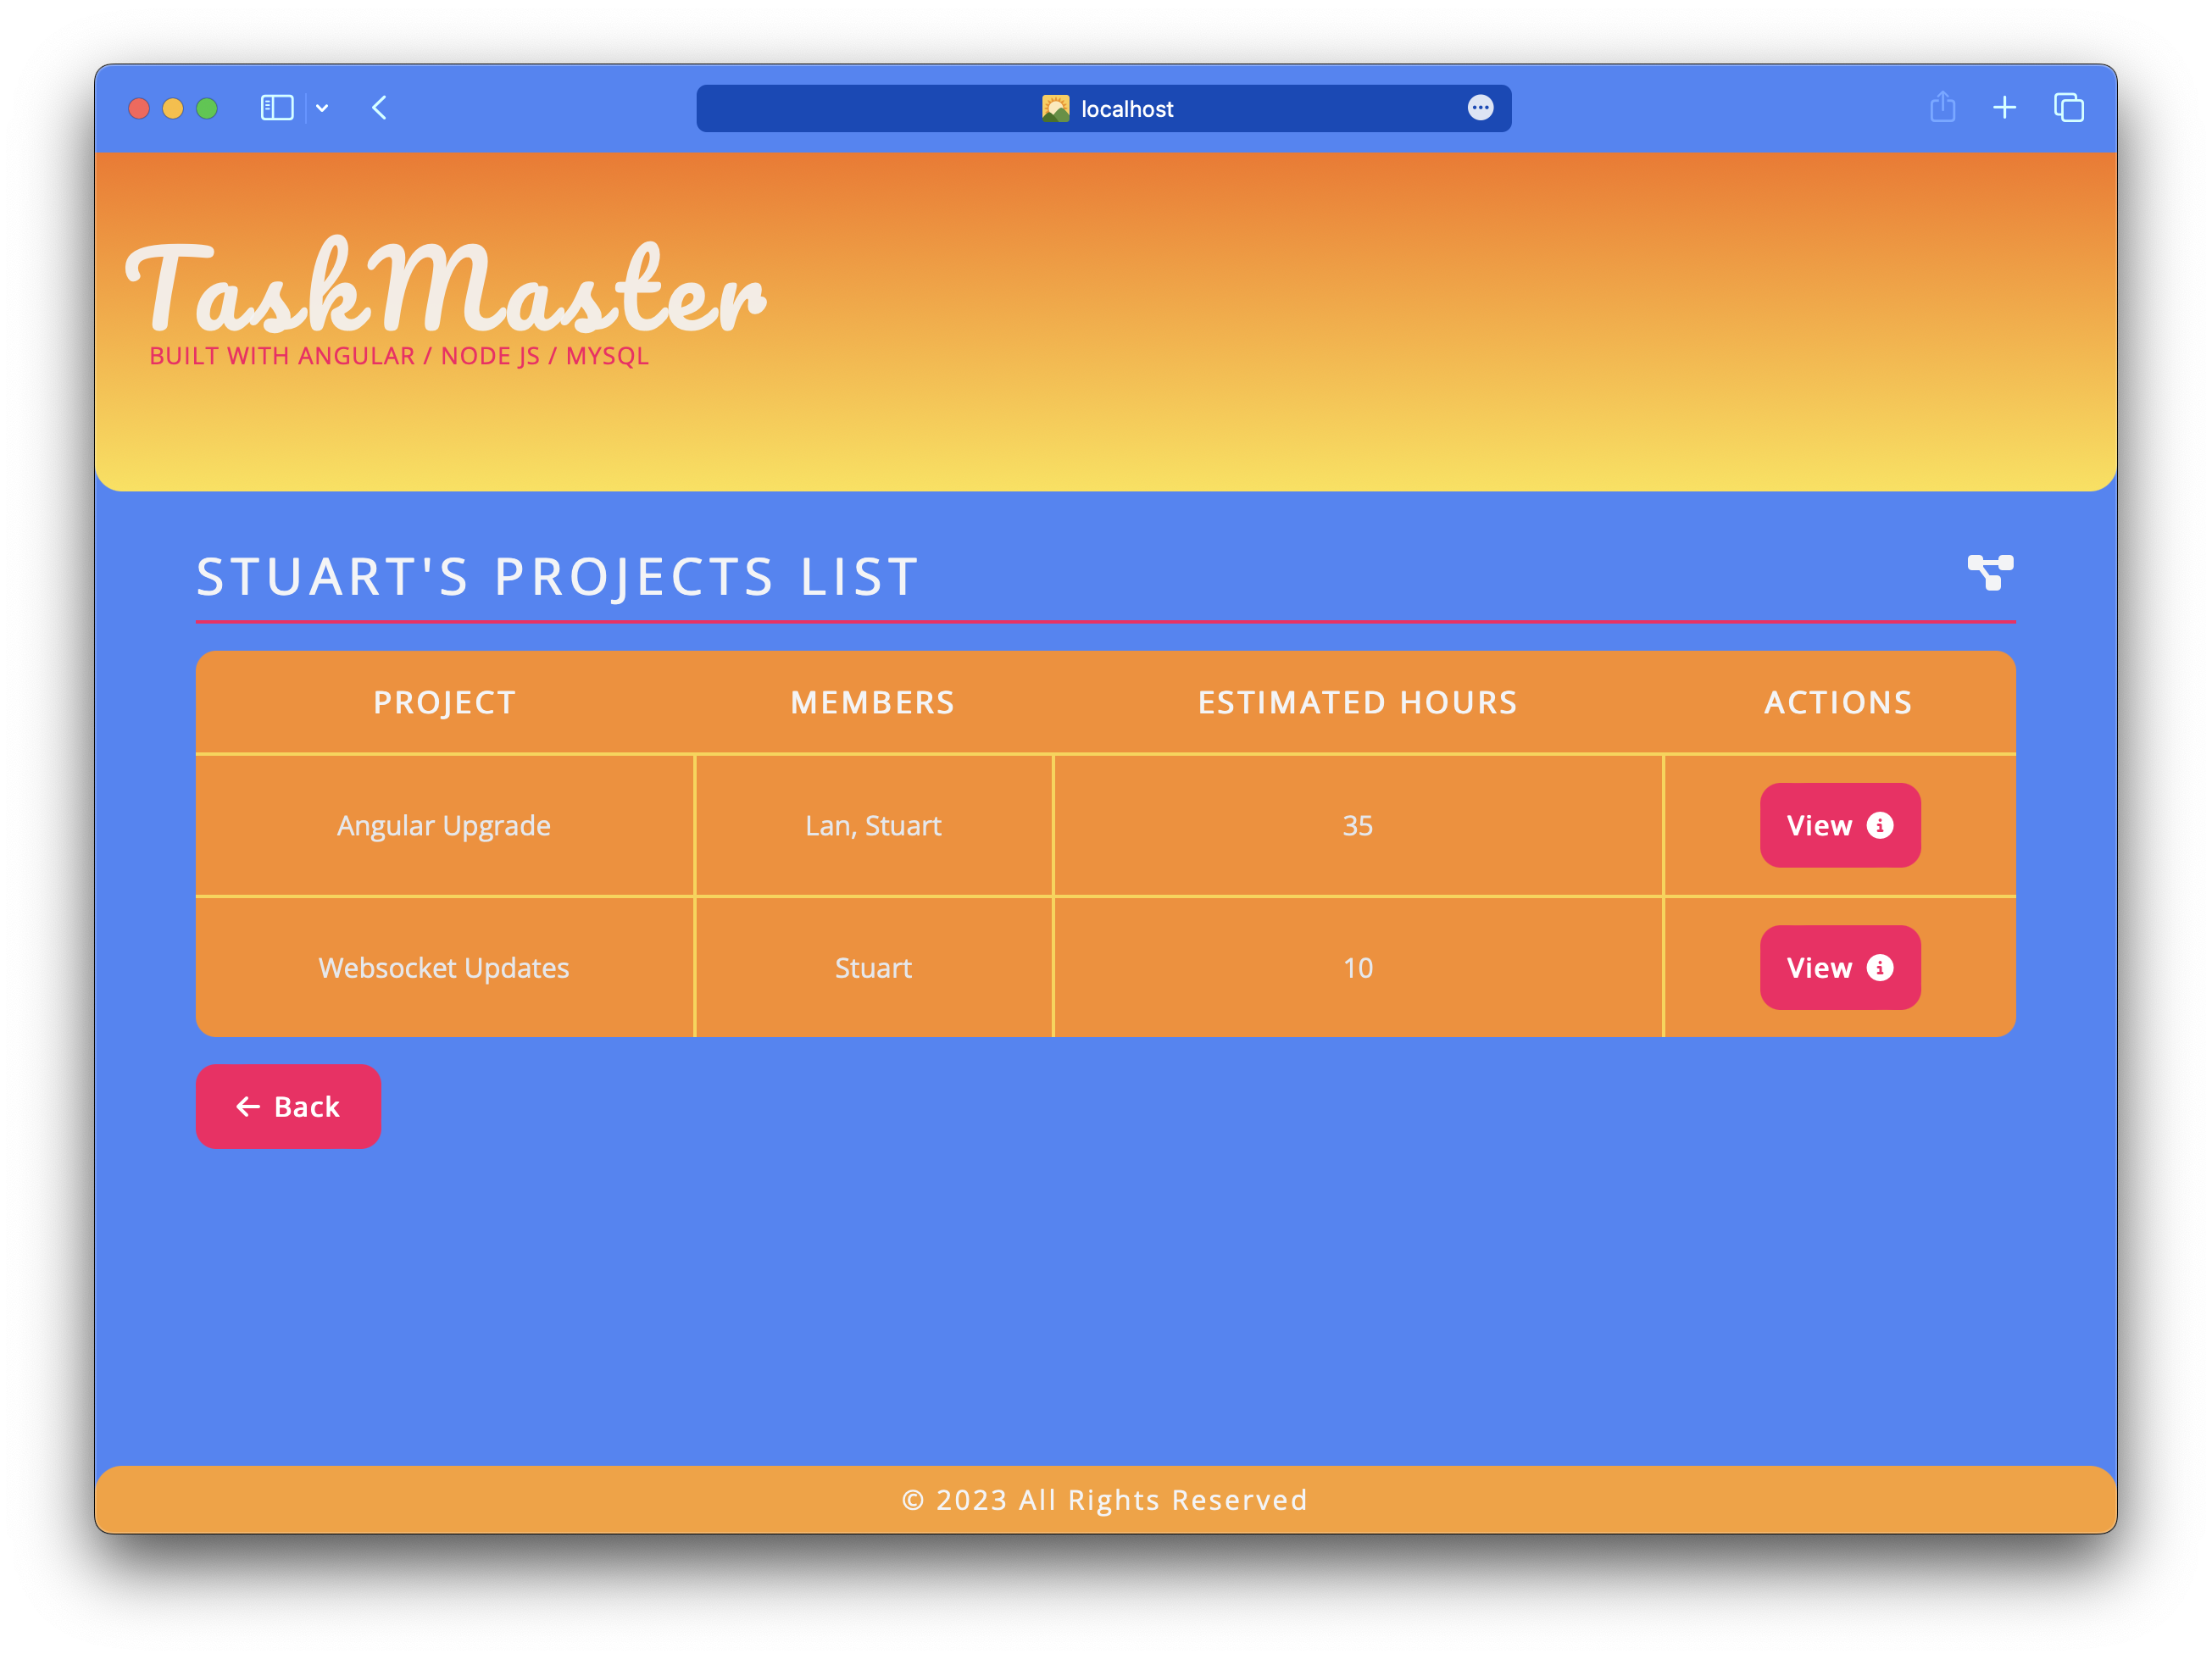 localhost
TaskMaster
BUILT WITH ANGULAR / NODE JS / MYSQL
STUART'S PROJECTS LIST
PROJECT MEMBERS ESTIMATED HOURS ACTIONS
Angular Upgrade Lan, Stuart 35 View
Websocket Updates Stuart 10 View
Back
© 2023 All Rights Reserved